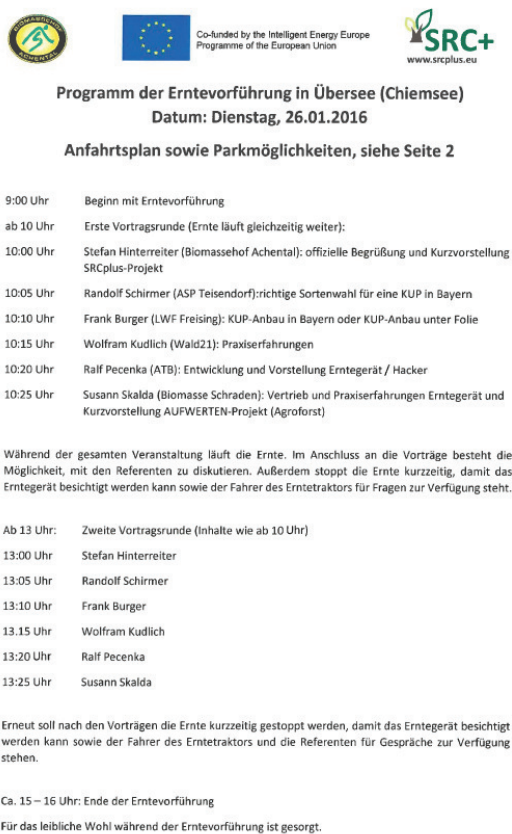 BIOMASSEHOF
ACHENTAL
Co-funded by the Intelligent Energy Europe
Programme of the European Union
SRC+
www.srcplus.eu
Programm der Erntevorführung in Übersee (Chiemsee)
Datum: Dienstag, 26.01.2016
Anfahrtsplan sowie Parkmöglichkeiten, siehe Seite 2
9:00 Uhr Beginn mit Erntevorführung
ab 10 Uhr Erste Vortragsrunde (Ernte läuft gleichzeitig weiter):
10:00 Uhr Stefan Hinterreiter (Biomassehof Achental): offizielle Begrüßung und Kurzvorstellung
SRCplus-Projekt
10:05 Uhr Randolf Schirmer (ASP Teisendorf):richtige Sortenwahl für eine KUP in Bayern
10:10 Uhr Frank Burger (LWF Freising): KUP-Anbau in Bayern oder KUP-Anbau unter Folie
10:15 Uhr Wolfram Kudlich (Wald21): Praxiserfahrungen
10:20 Uhr Ralf Pecenka (ATB): Entwicklung und Vorstellung Erntegerät / Hacker
10:25 Uhr Susann Skalda (Biomasse Schraden): Vertrieb und Praxiserfahrungen Erntegerät und
Kurzvorstellung AUFWERTEN-Projekt (Agroforst)
Während der gesamten Veranstaltung läuft die Ernte. Im Anschluss an die Vorträge besteht die
Möglichkeit, mit den Referenten zu diskutieren. Außerdem stoppt die Ernte kurzzeitig, damit das
Erntegerät besichtigt werden kann sowie der Fahrer des Erntetraktors für Fragen zur Verfügung steht.
Ab 13 Uhr: Zweite Vortragsrunde (Inhalte wie ab 10 Uhr)
13:00 Uhr Stefan Hinterreiter
13:05 Uhr Randolf Schirmer
13:10 Uhr Frank Burger
13.15 Uhr Wolfram Kudlich
13:20 Uhr Ralf Pecenka
13:25 Uhr Susann Skalda
Erneut soll nach den Vorträgen die Ernte kurzzeitig gestoppt werden, damit das Erntegerät besichtigt
werden kann sowie der Fahrer des Erntetraktors und die Referenten für Gespräche zur Verfügung
stehen.
Ca. 15 – 16 Uhr: Ende der Erntevorführung
Für das leibliche Wohl während der Erntevorführung ist gesorgt.